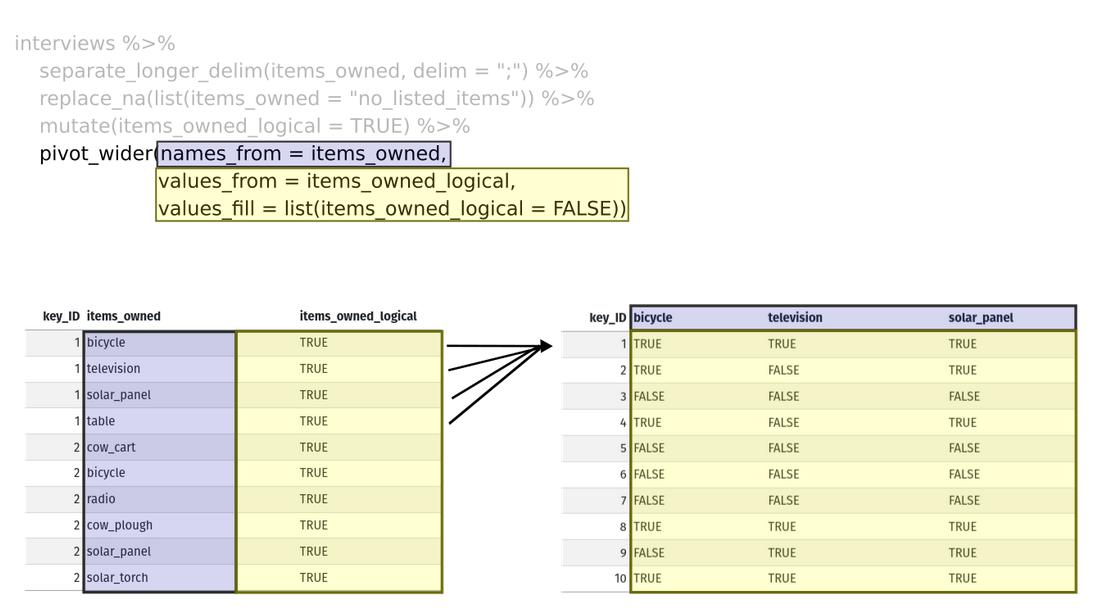 interviews %>%
separate_longer_delim(items_owned, delim = ";") %>%
replace_na(list(items_owned = "no_listed_items")) %>%
mutate(items_owned_logical = TRUE) %>%
pivot_wider(names_from = items_owned,
values_from = items_owned_logical,
values_fill = list(items_owned_logical = FALSE))
key_ID items_owned items_owned_logical
1 bicycle TRUE
1 television TRUE
1 solar_panel TRUE
1 table TRUE
2 cow_cart TRUE
2 bicycle TRUE
2 radio TRUE
2 cow_plough TRUE
2 solar_panel TRUE
2 solar_torch TRUE
key_ID bicycle television solar_panel
1 TRUE TRUE TRUE
2 TRUE FALSE TRUE
3 FALSE FALSE FALSE
4 TRUE FALSE TRUE
5 FALSE FALSE FALSE
6 FALSE FALSE FALSE
7 FALSE FALSE FALSE
8 TRUE TRUE TRUE
9 FALSE TRUE TRUE
10 TRUE TRUE TRUE